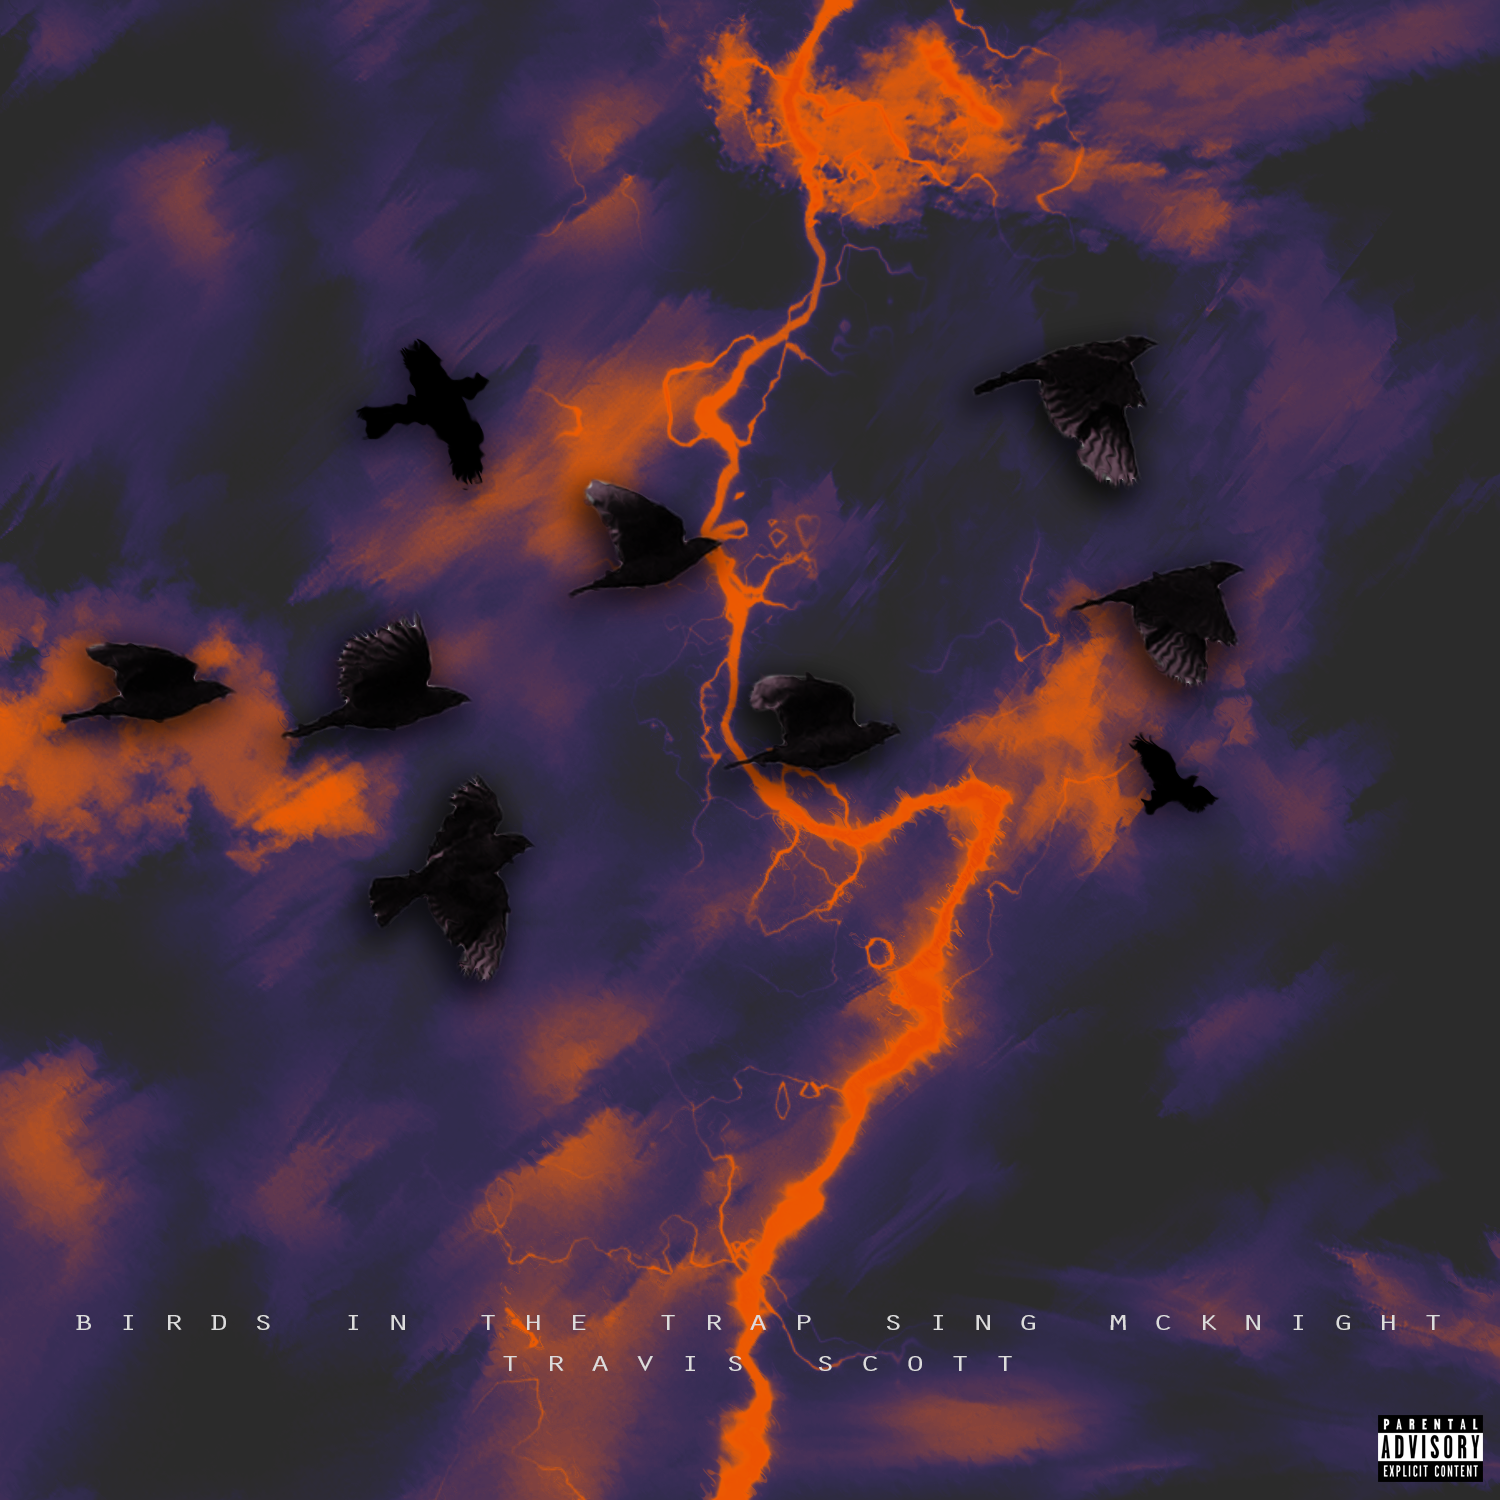 BIRDS IN THE TRAP SING MCKNIGHT
TRAVIS SCOTT
PARENTAL
ADVISORY
EXPLICIT CONTENT